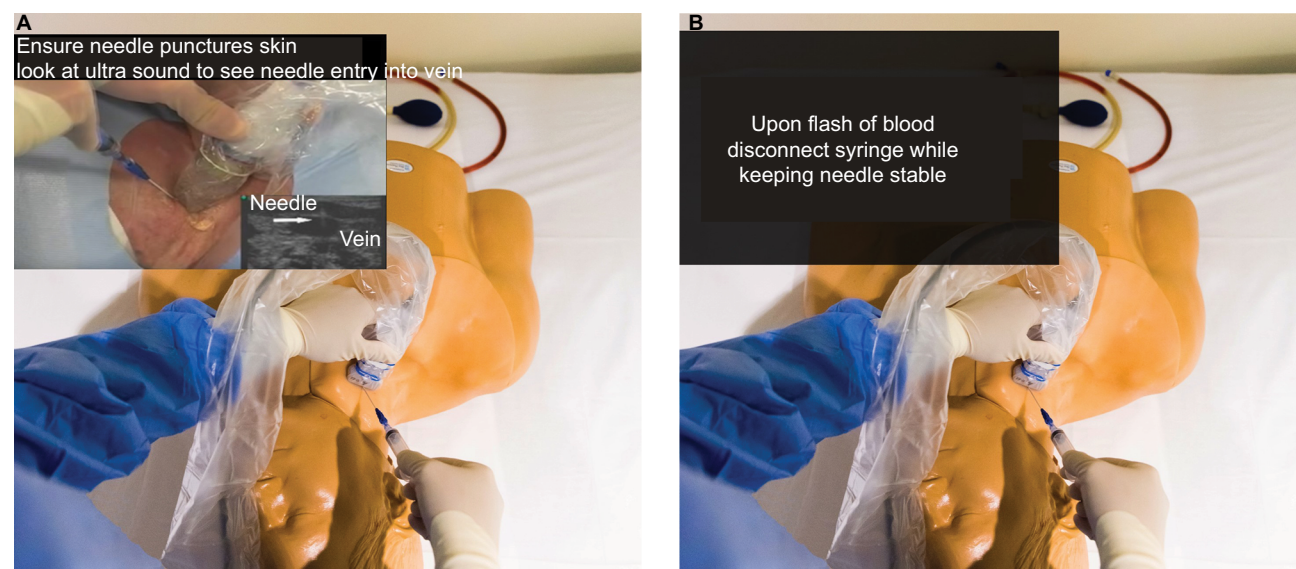 A
Ensure needle punctures skin
look at ultra sound to see needle entry into vein
Needle
Vein
B
Upon flash of blood
disconnect syringe while
keeping needle stable